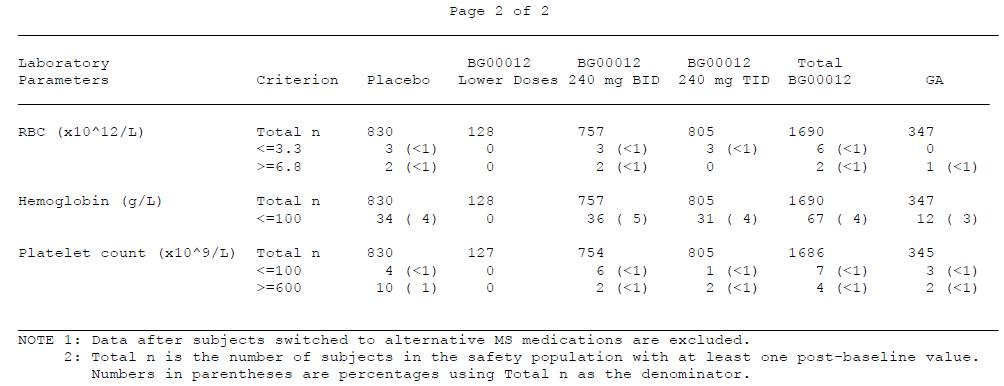 Page 2 of 2
Laboratory BG00012 BG00012 BG00012 Total
Parameters Criterion Placebo Lower Doses 240 mg BID 240 mg TID BG00012 GA
RBC (x10^12/L) Total n 830 128 757 805 1690 347
<=3.3 3 (<1) 0 3 (<1) 3 (<1) 6 (<1) 0
>=6.8 2 (<1) 0 2 (<1) 0 2 (<1) 1 (<1)
Hemoglobin (g/L) Total n 830 128 757 805 1690 347
<=100 34 ( 4) 0 36 ( 5) 31 ( 4) 67 ( 4) 12 ( 3)
Platelet count (x10^9/L) Total n 830 127 754 805 1686 345
<=100 4 (<1) 0 6 (<1) 1 (<1) 7 (<1) 3 (<1)
>=600 10 ( 1) 0 2 (<1) 2 (<1) 4 (<1) 2 (<1)
NOTE 1: Data after subjects switched to alternative MS medications are excluded.
2: Total n is the number of subjects in the safety population with at least one post-baseline value.
Numbers in parentheses are percentages using Total n as the denominator.